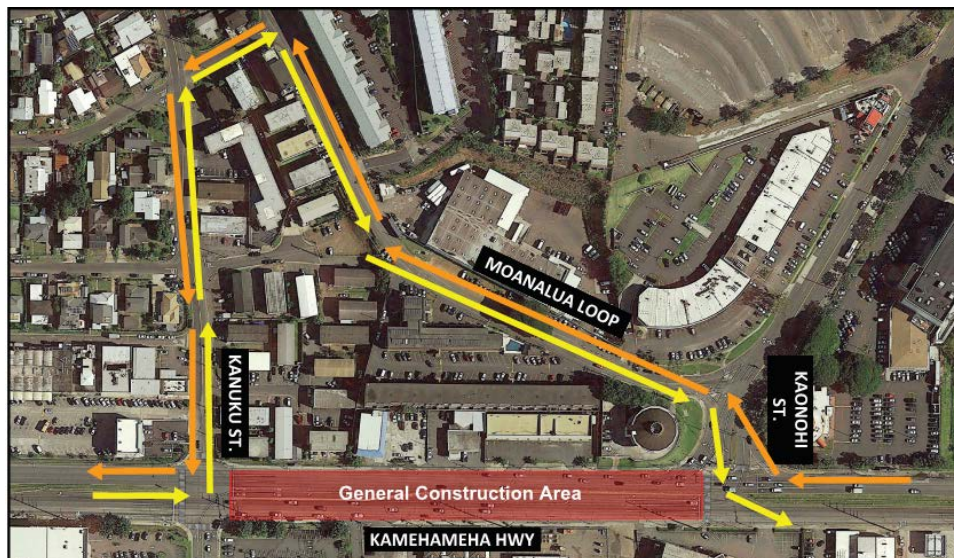 MOANALUA LOOP
KANUKU ST.
KAONOHI
ST.
General Construction Area
KAMEHAMEHA HWY